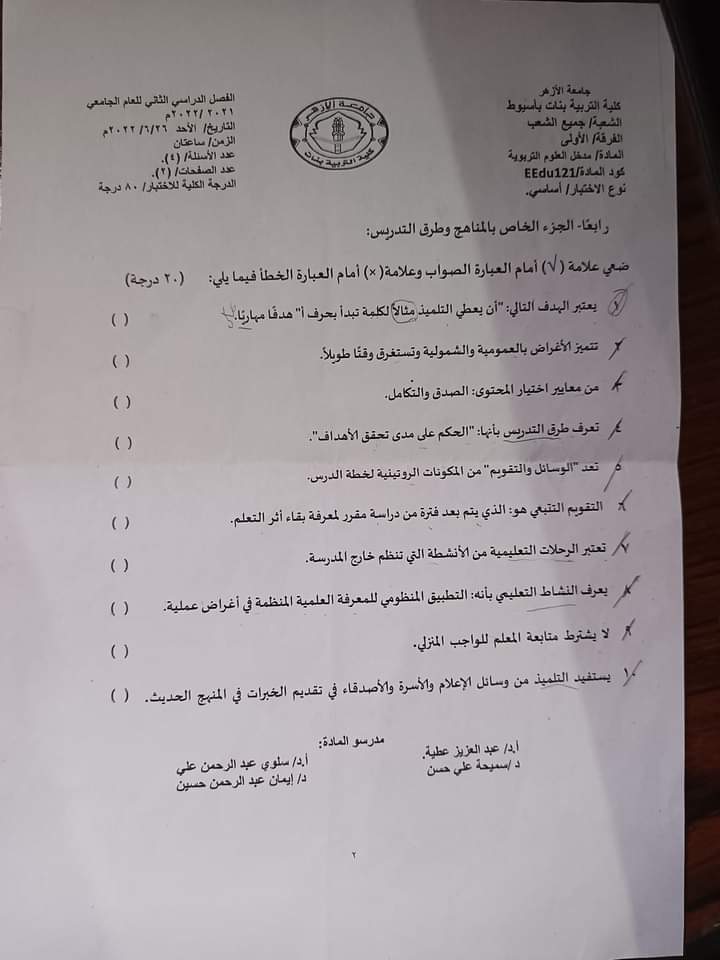 جامعة الأزهر
كلية التربية بنات بأسيوط
الشعبة/ جميع الشعب
الفرقة/ الأولى
المادة/ مدخل العلوم التربوية
كود المادة/EEdu121
نوع الاختبار/ أساسي.
جامعة الأزهر
كلية التربية بنات
الفصل الدراسي الثاني للعام الجامعي
٢٠٢١/ ٢٠٢٢م
التاريخ/ الأحد ٢٦/ ٦/ ٢٠٢٢م
الزمن/ ساعتان
عدد الأسئلة/ (٤).
عدد الصفحات/ (٢).
الدرجة الكلية للاختبار/ ٨٠ درجة
رابعًا- الجزء الخاص بالمناهج وطرق التدريس:
ضعي علامة (√) أمام العبارة الصواب وعلامة(×) أمام العبارة الخطأ فيما يلي: (٢٠ درجة)
١. يعتبر الهدف التالي: "أن يعطي التلميذ مثالاً لكلمة تبدأ بحرف أ" هدفًا مهاريًا. ( )
٢. تتميز الأغراض بالعمومية والشمولية وتستغرق وقتًا طويلاً. ( )
٣. من معايير اختيار المحتوى: الصدق والتكامل. ( )
٤. تعرف طرق التدريس بأنها: "الحكم على مدى تحقق الأهداف". ( )
٥. تعد "الوسائل والتقويم" من المكونات الروتينية لخطة الدرس. ( )
٦. التقويم التتبعي هو: الذي يتم بعد فترة من دراسة مقرر لمعرفة بقاء أثر التعلم. ( )
٧. تعتبر الرحلات التعليمية من الأنشطة التي تنظم خارج المدرسة. ( )
٨. يعرف النشاط التعليمي بأنه: التطبيق المنظومي للمعرفة العلمية المنظمة في أغراض عملية. ( )
٩. لا يشترط متابعة المعلم للواجب المنزلي. ( )
١٠. يستفيد التلميذ من وسائل الإعلام والأسرة والأصدقاء في تقديم الخبرات في المنهج الحديث. ( )
مدرسو المادة:
أ.د/ عبد العزيز عطية.
أ.د/ سلوي عبد الرحمن علي
د /سميحة علي حسن
د/ إيمان عبد الرحمن حسين
٢